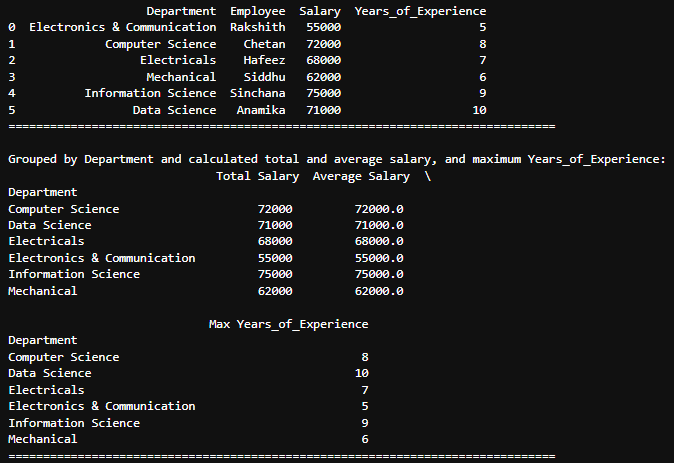 Department  Employee  Salary  Years_of_Experience
0  Electronics & Communication  Rakshith   55000                    5
1             Computer Science    Chetan   72000                    8
2                  Electricals    Hafeez   68000                    7
3                   Mechanical    Siddhu   62000                    6
4          Information Science  Sinchana   75000                    9
5                 Data Science   Anamika   71000                   10
===============================================================================
Grouped by Department and calculated total and average salary, and maximum Years_of_Experience:
                              Total Salary  Average Salary  \
Department
Computer Science                     72000         72000.0
Data Science                         71000         71000.0
Electricals                          68000         68000.0
Electronics & Communication          55000         55000.0
Information Science                  75000         75000.0
Mechanical                           62000         62000.0
                             Max Years_of_Experience
Department
Computer Science                                   8
Data Science                                      10
Electricals                                        7
Electronics & Communication                        5
Information Science                                9
Mechanical                                         6
===============================================================================